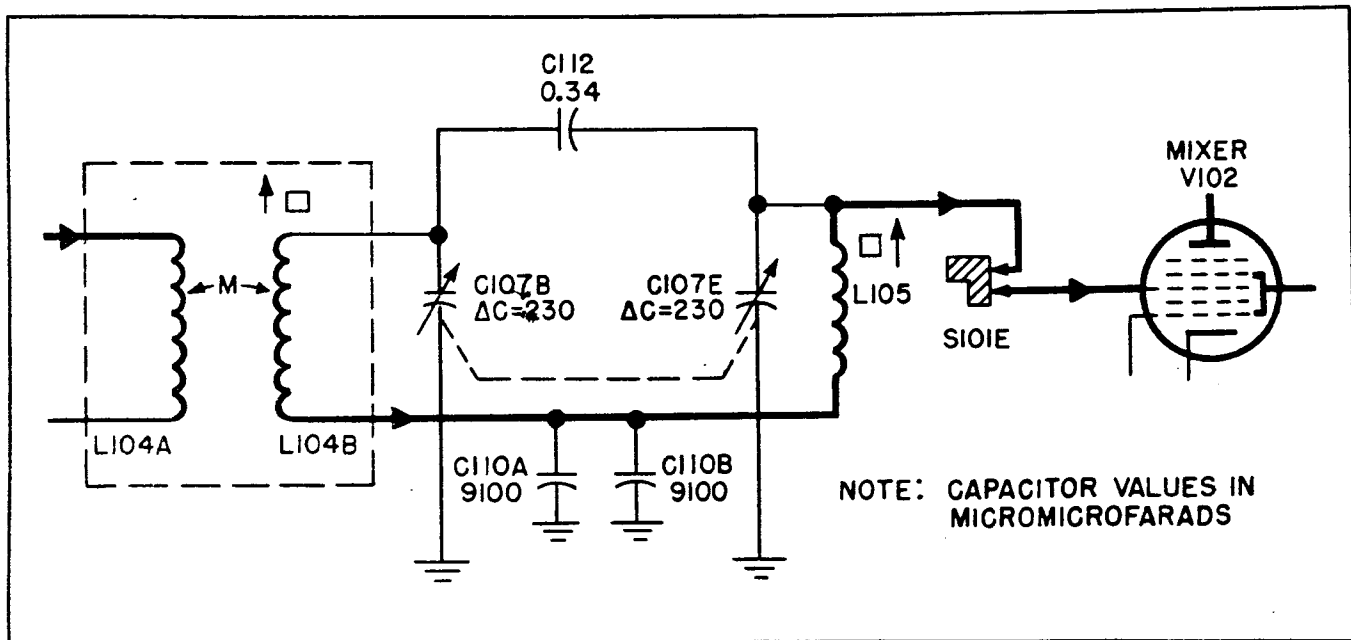 C112
0.34
MIXER
V102
M
C107B
ΔC=230
C107E
ΔC=230
L105
S101E
L104A
L104B
C110A
9100
C110B
9100
NOTE: CAPACITOR VALUES IN
MICROMICROFARADS